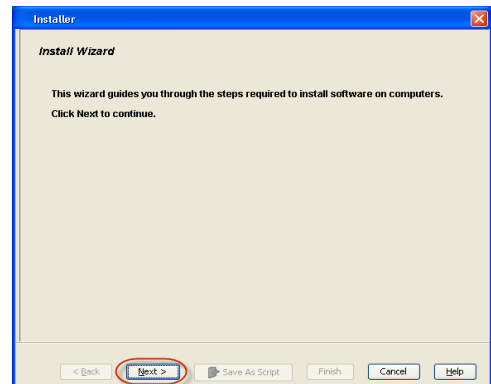 Installer
Install Wizard
This wizard guides you through the steps required to install software on computers.
Click Next to continue.
< Back Next > Save As Script Finish Cancel Help